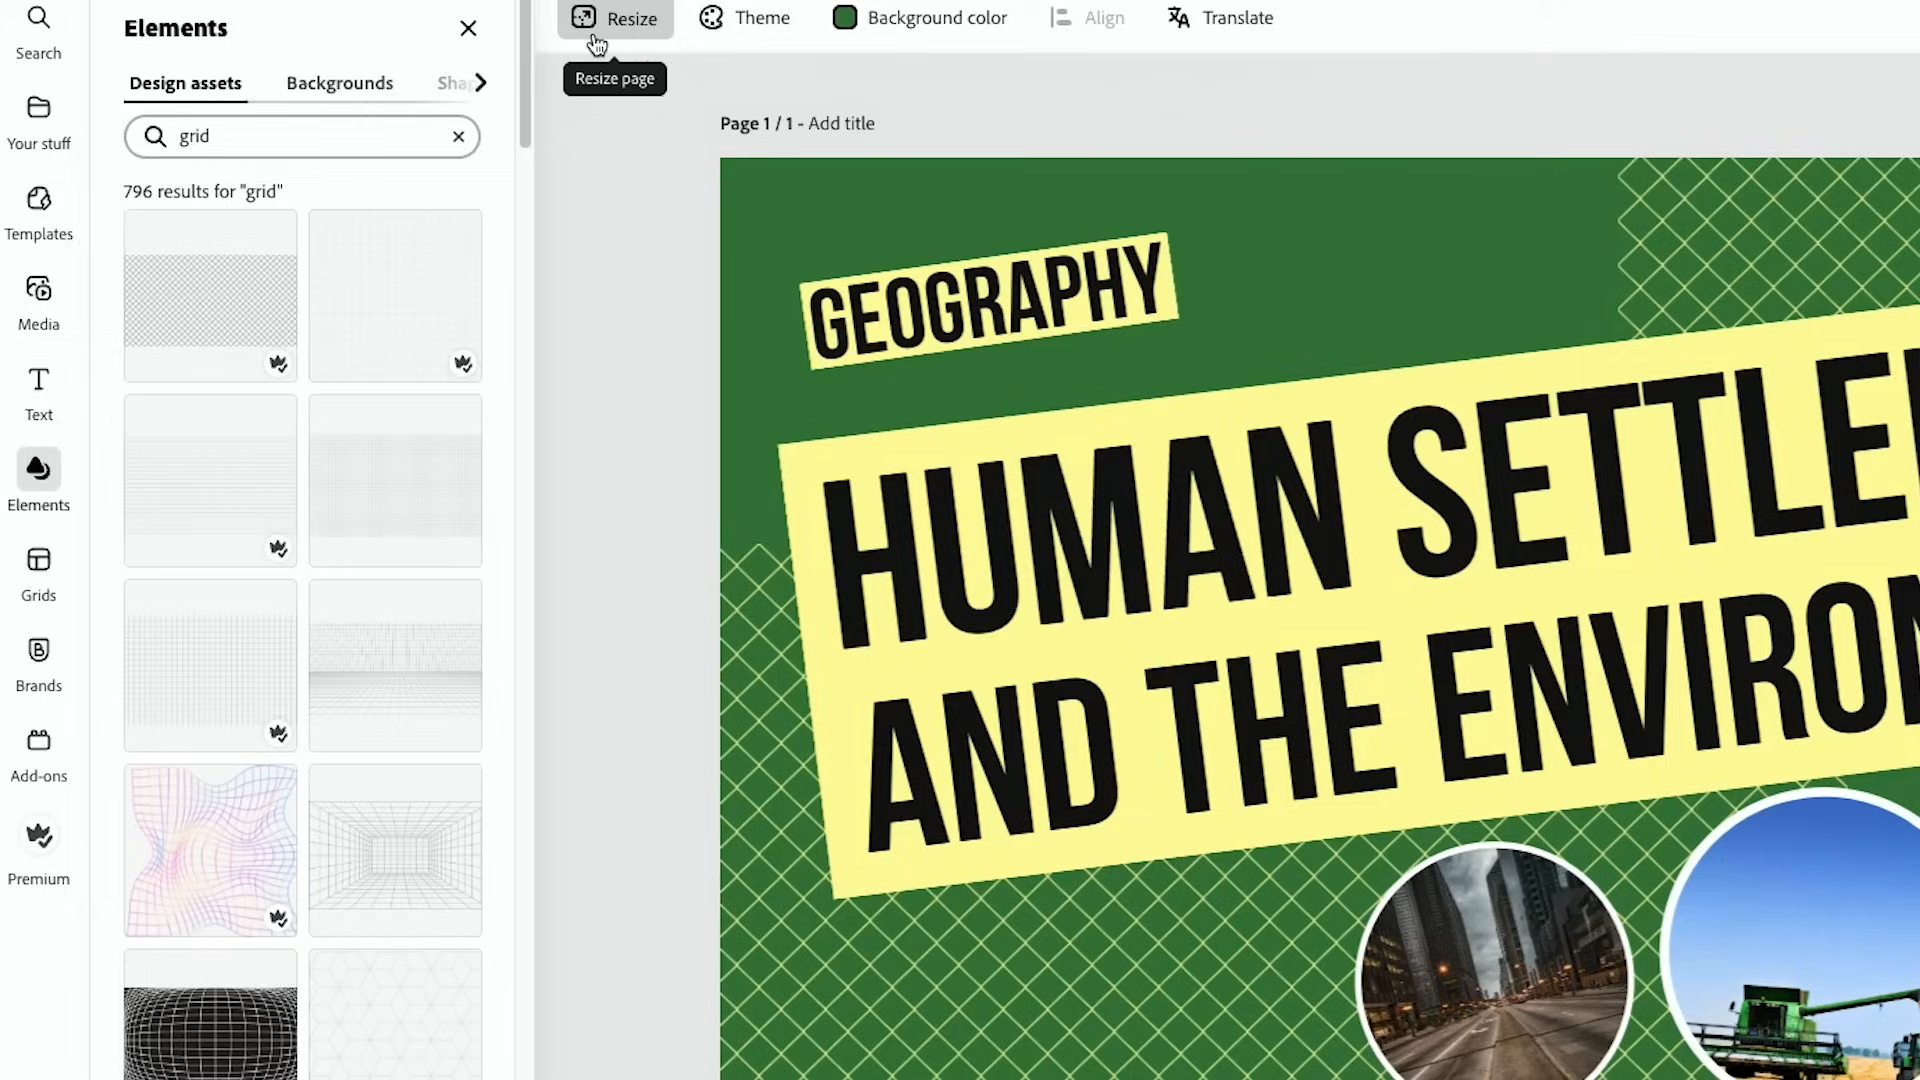 Search
Your stuff
Templates
Media
Text
Elements
Grids
Brands
Add-ons
Premium
Elements
Design assets
Backgrounds
grid
796 results for "grid"
Resize
Theme
Background color
Align
Translate
Resize page
Page 1 / 1 - Add title
GEOGRAPHY
HUMAN SETTLE
AND THE ENVIRO